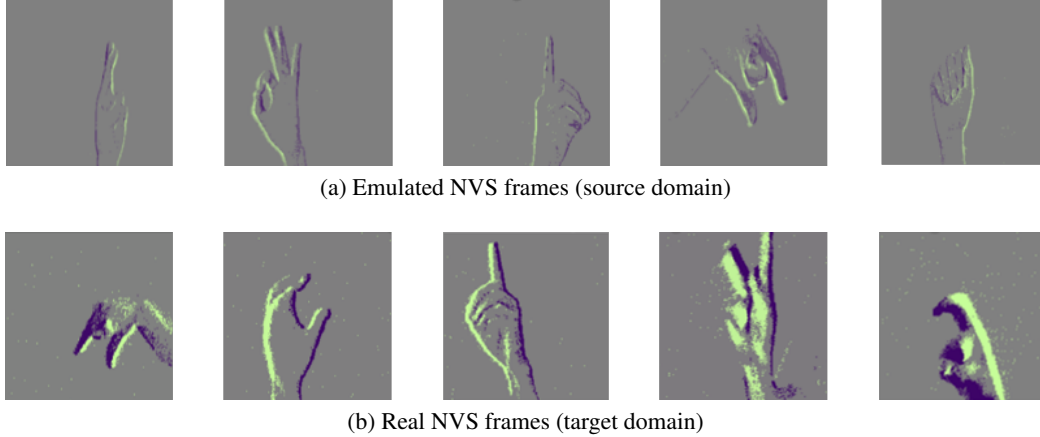 (a) Emulated NVS frames (source domain)
(b) Real NVS frames (target domain)